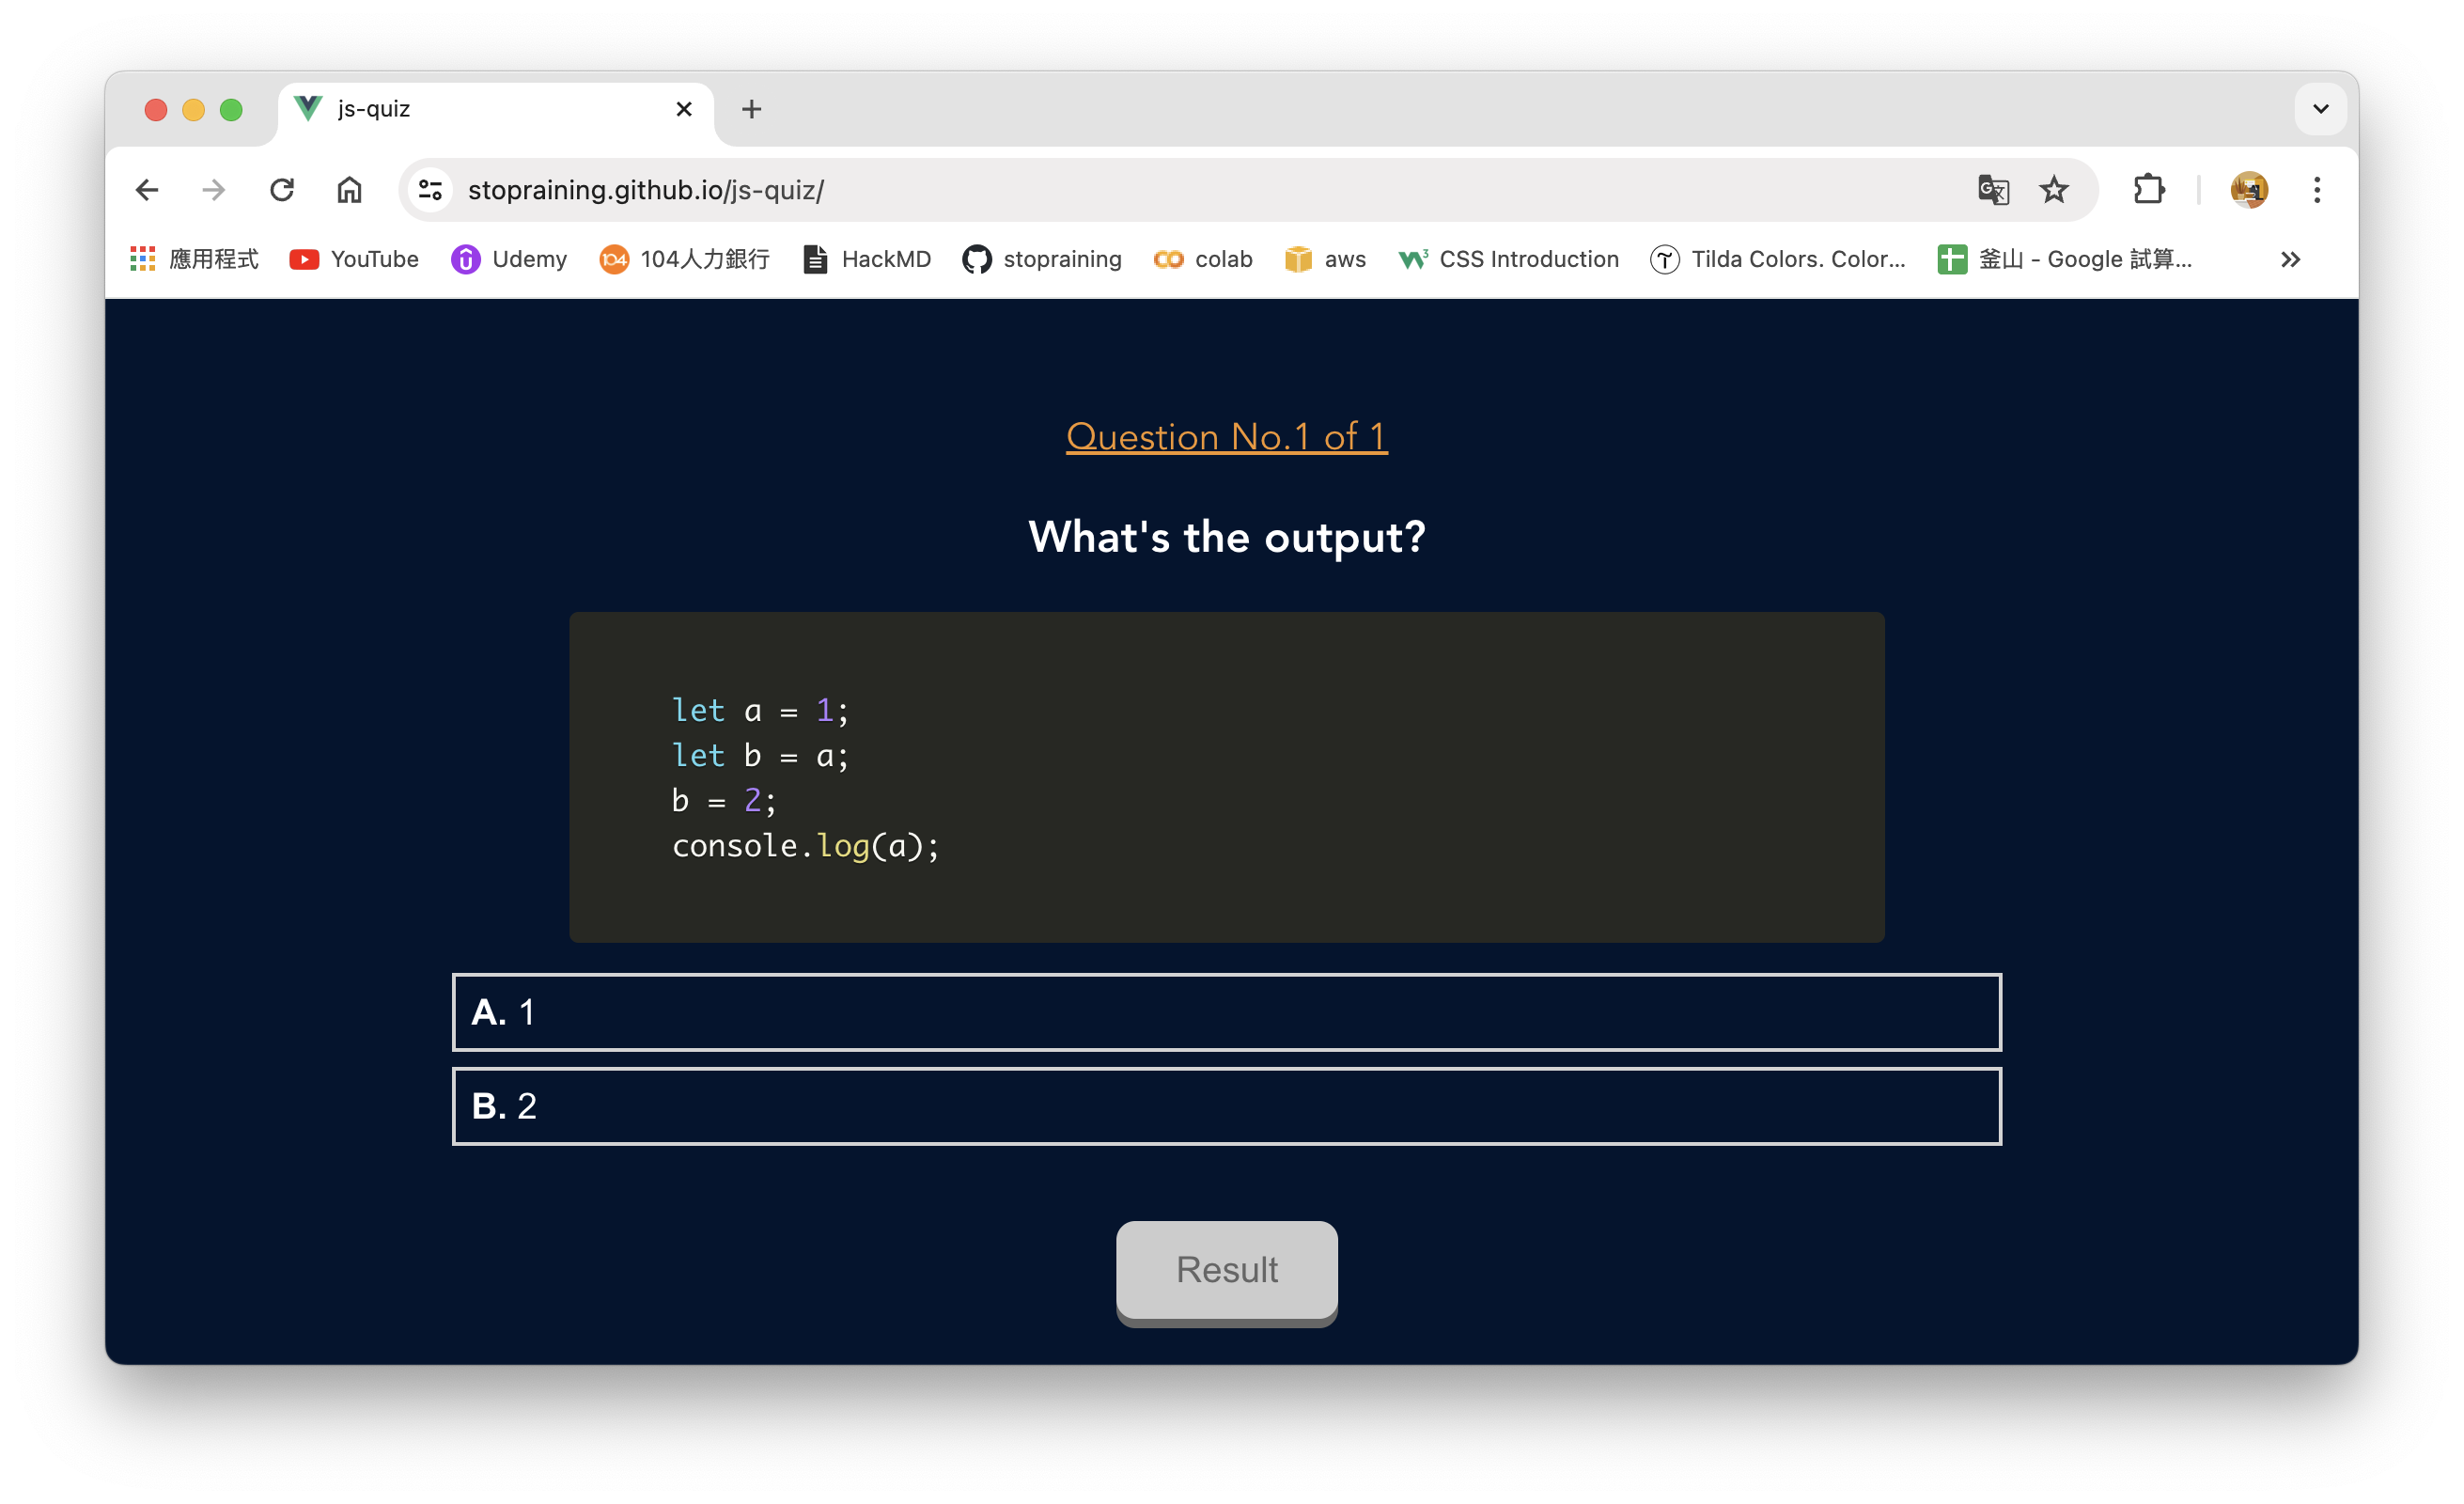 js-quiz
stopraining.github.io/js-quiz/
應用程式 YouTube Udemy 104人力銀行 HackMD stopraining colab aws CSS Introduction Tilda Colors. Color... 釜山 - Google 試算...
Question No.1 of 1
What's the output?
let a = 1;
let b = a;
b = 2;
console.log(a);
A. 1
B. 2
Result